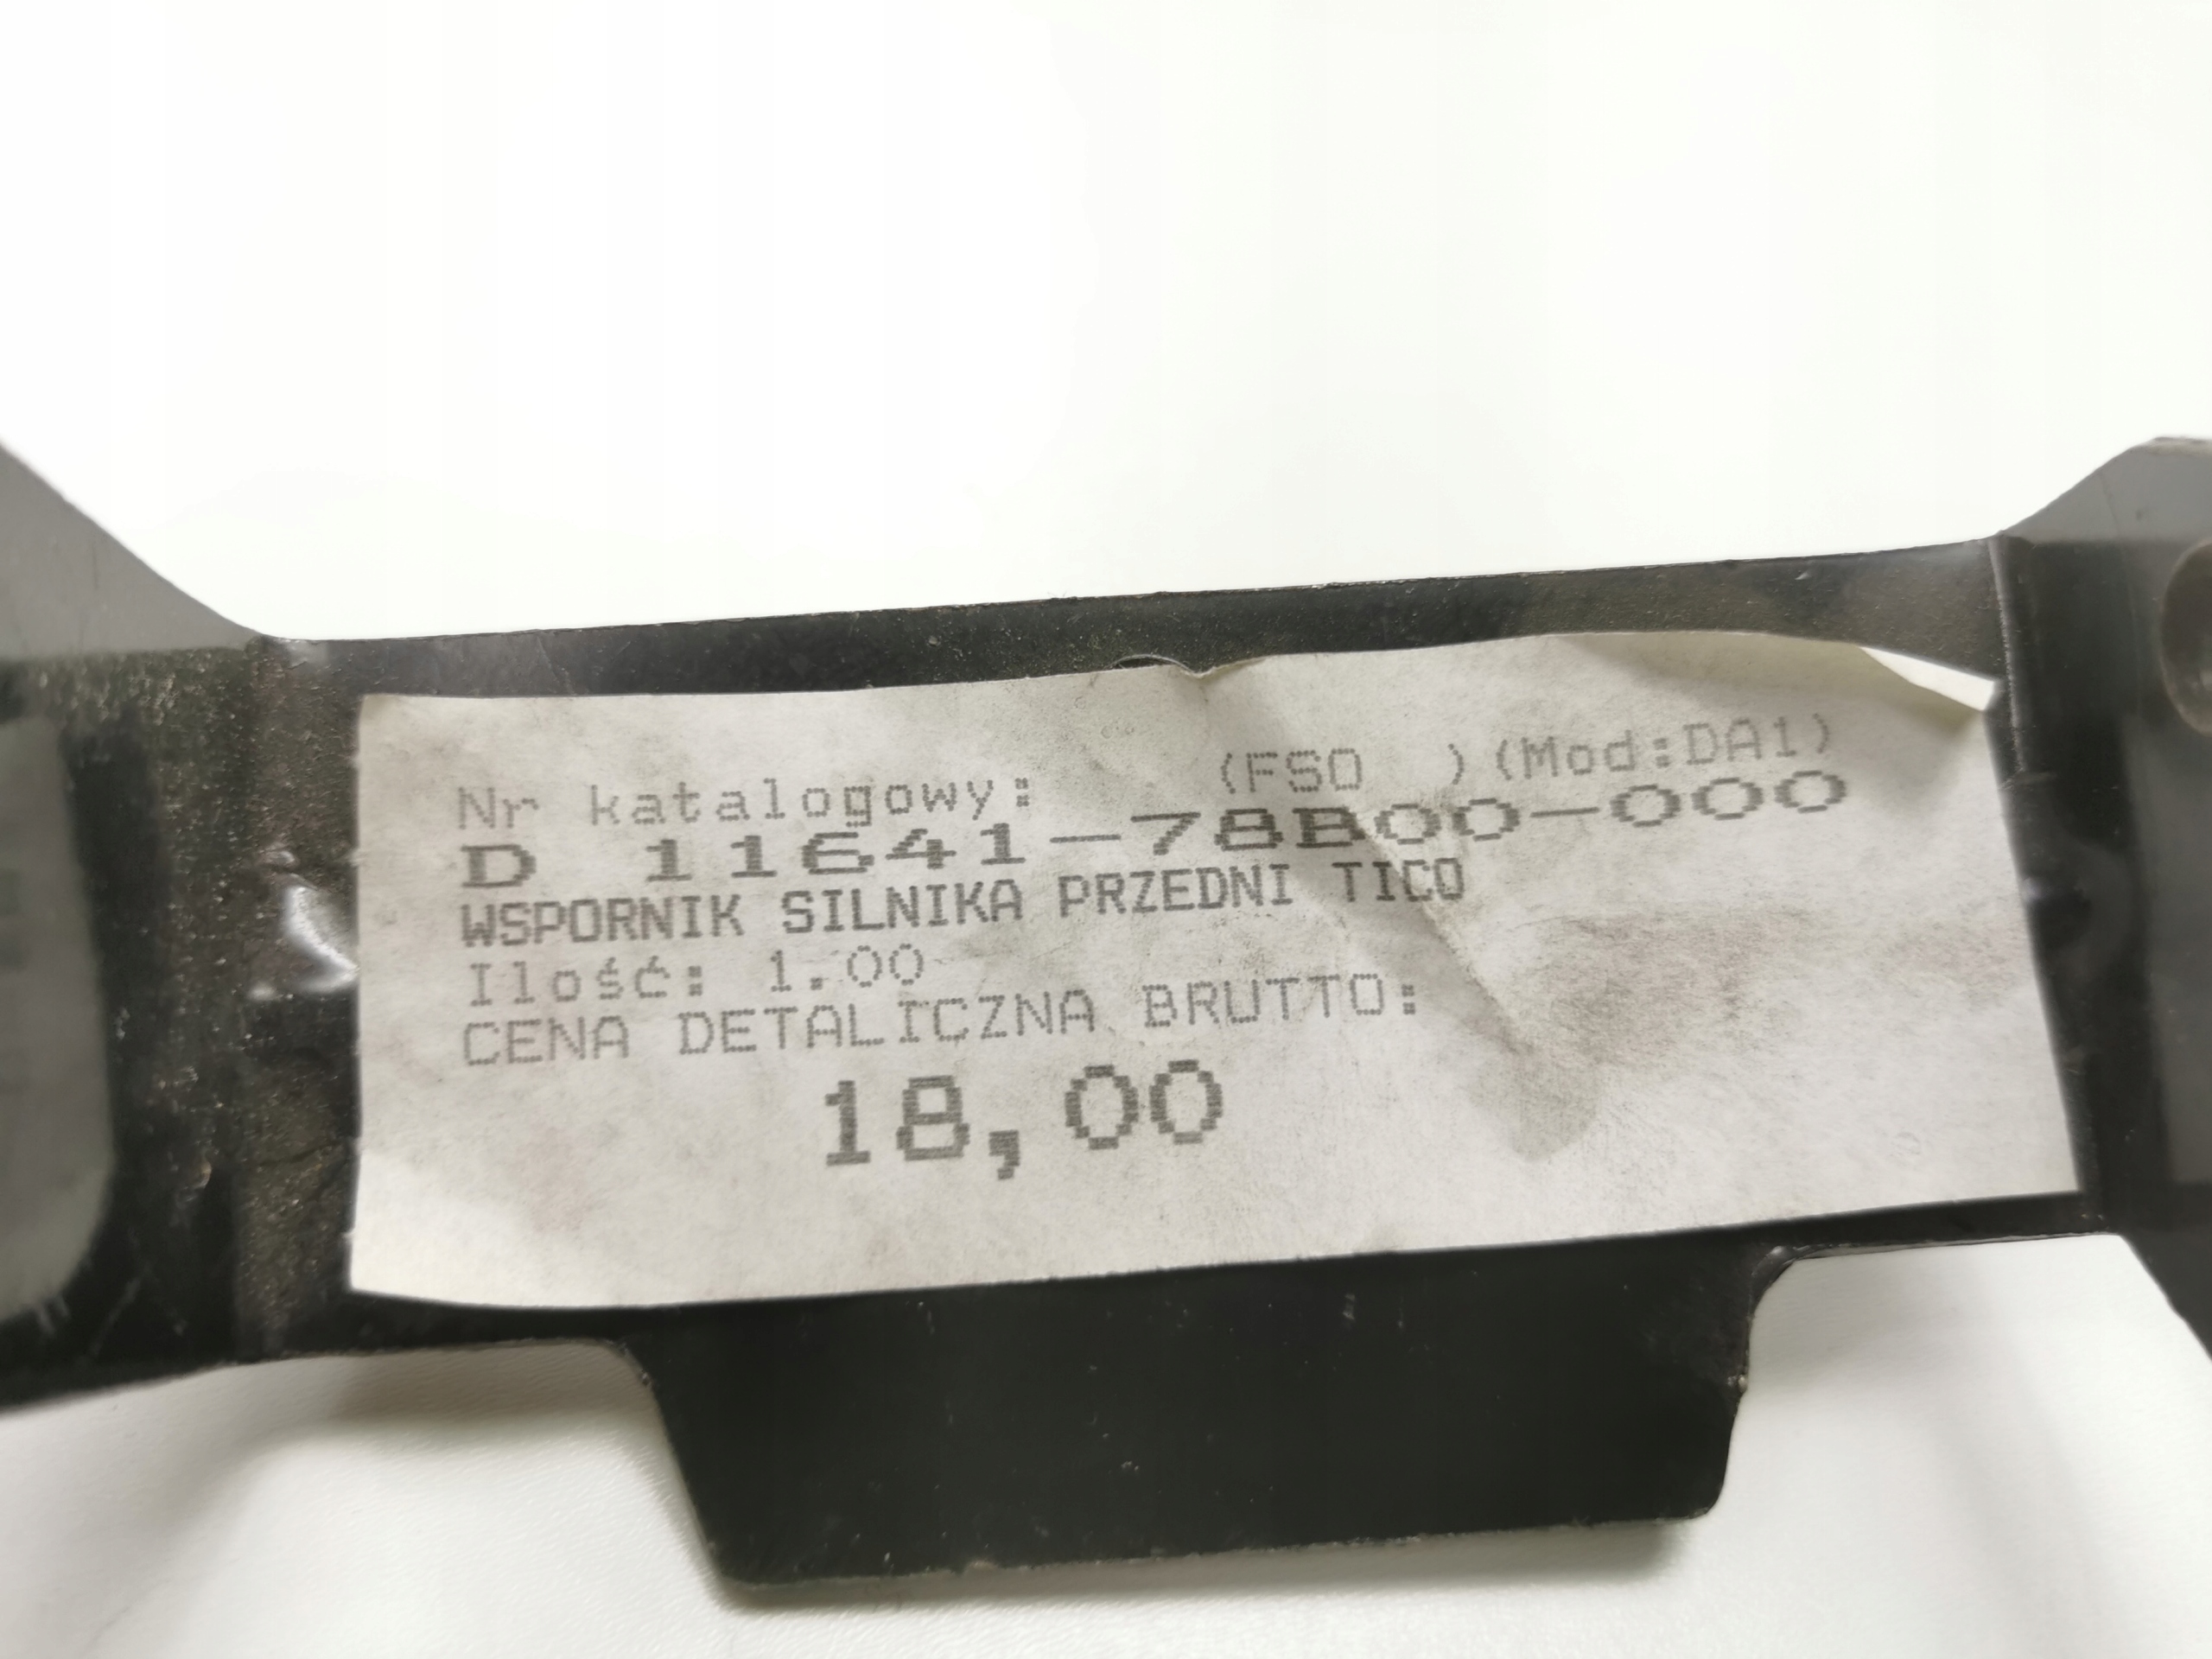 Nr katalogowy: (FSO ) (Mod:DA1)
D 11641-78B00-000
WSPORNIK SILNIKA PRZEDNI TICO
Ilość: 1.00
CENA DETALICZNA BRUTTO:
18,00